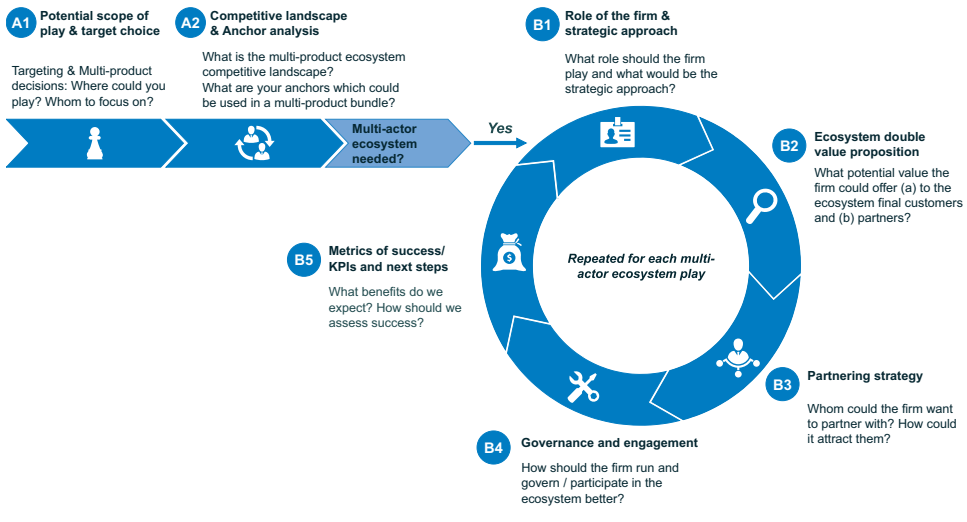 A1
Potential scope of
play & target choice
Targeting & Multi-product
decisions: Where could you
play? Whom to focus on?
A2
Competitive landscape
& Anchor analysis
What is the multi-product ecosystem
competitive landscape?
What are your anchors which could
be used in a multi-product bundle?
Multi-actor
ecosystem
needed?
Yes
B1
Role of the firm &
strategic approach
What role should the firm
play and what would be the
strategic approach?
B2
Ecosystem double
value proposition
What potential value the
firm could offer (a) to the
ecosystem final customers
and (b) partners?
B3
Partnering strategy
Whom could the firm want
to partner with? How could
it attract them?
B4
Governance and engagement
How should the firm run and
govern / participate in the
ecosystem better?
B5
Metrics of success/
KPIs and next steps
What benefits do we
expect? How should we
assess success?
$
Repeated for each multi-
actor ecosystem play